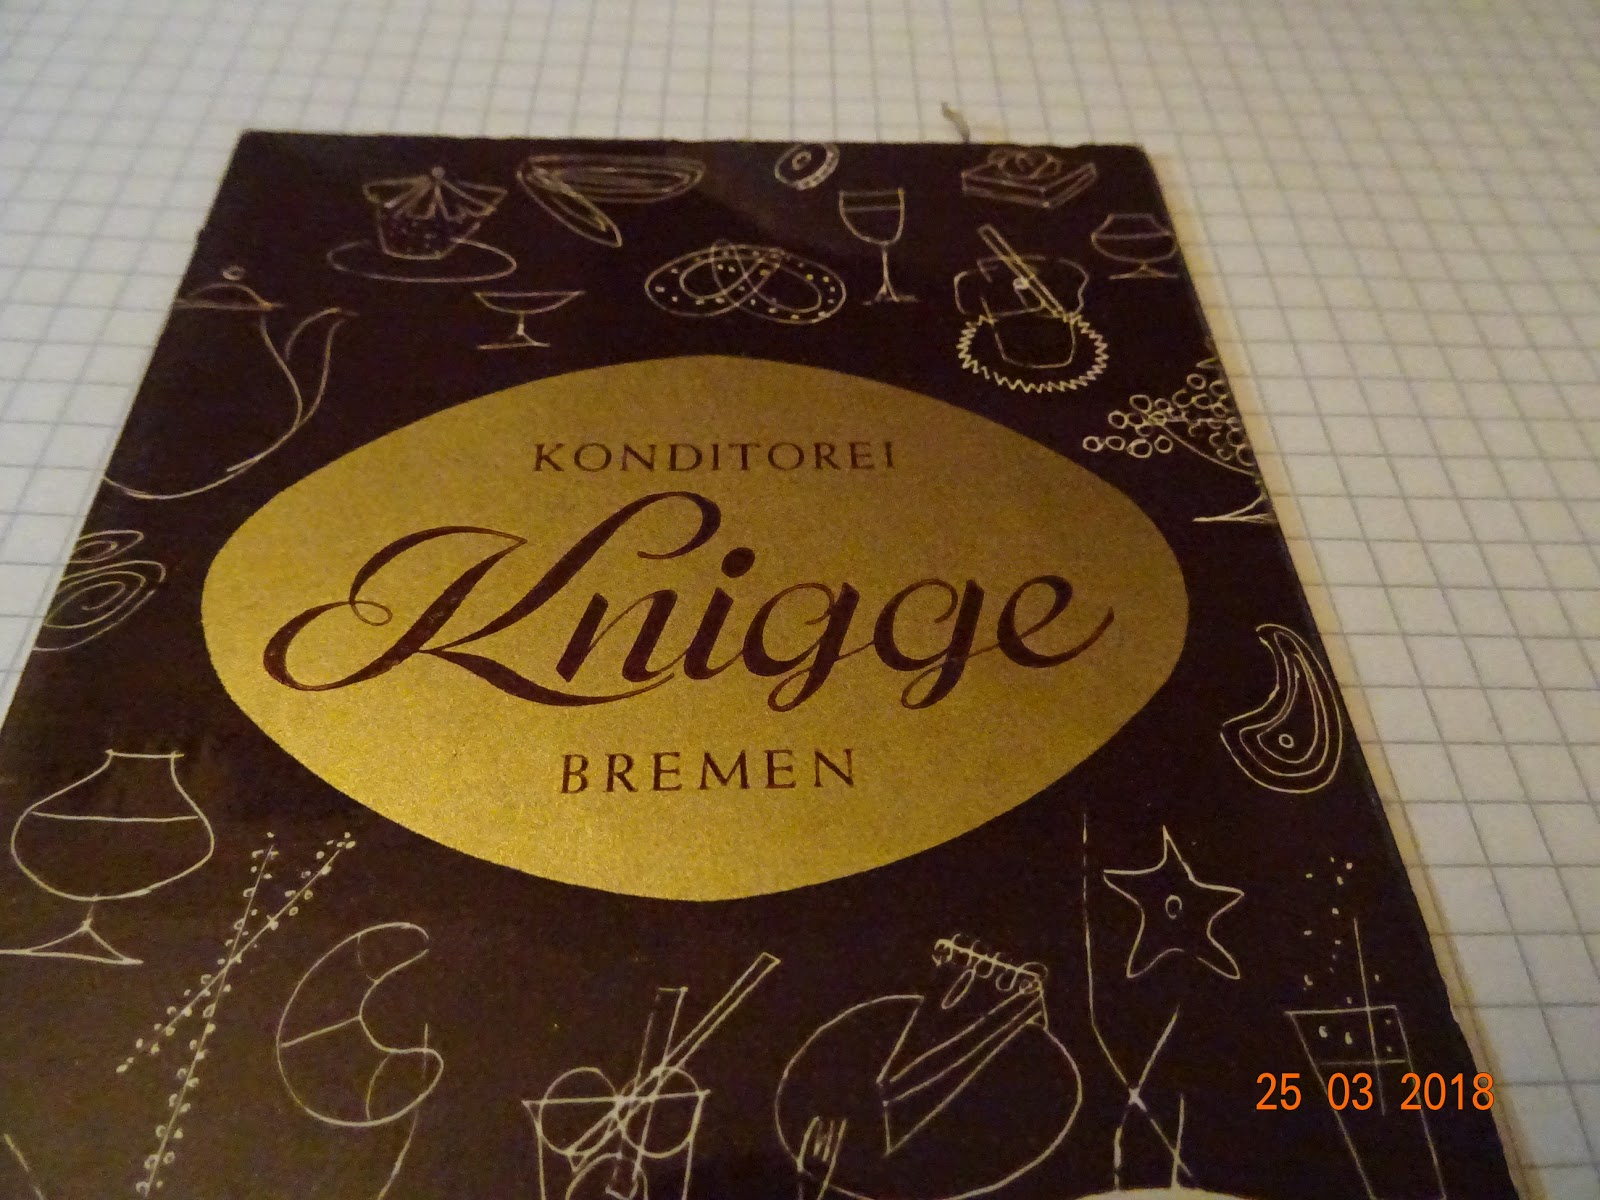 KONDITOREI
Knigge
BREMEN
25 03 2018